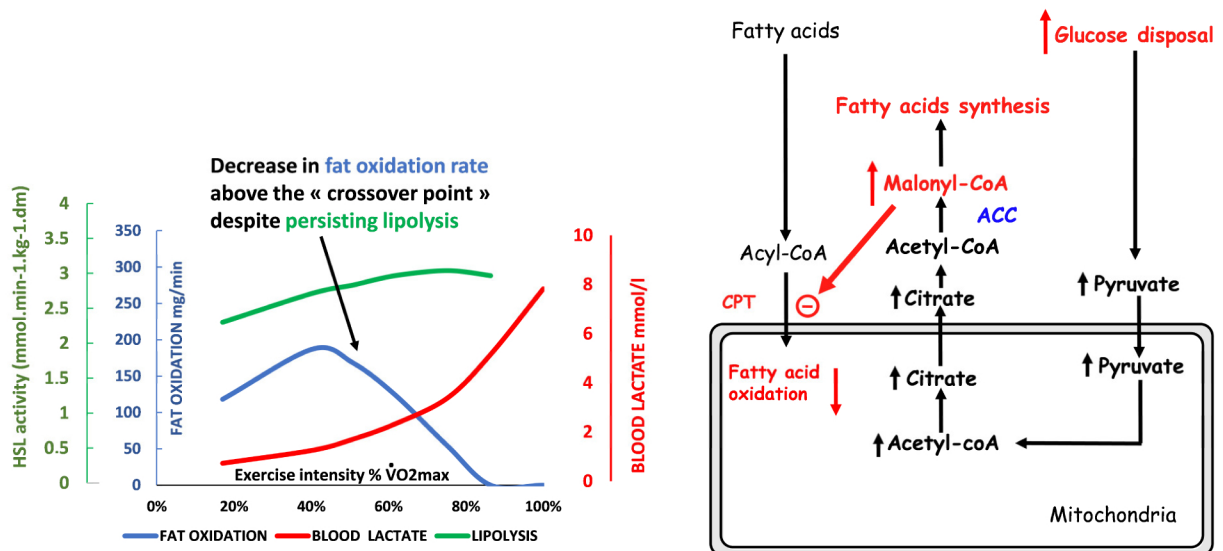 Decrease in fat oxidation rate
above the « crossover point »
despite persisting lipolysis
HSL activity (mmol.min-1.kg-1.dm)
4
3.5
3
2.5
2
1.5
1
0.5
0
FAT OXIDATION mg/min
350
300
250
200
150
100
50
0
BLOOD LACTATE mmol/l
10
8
6
4
2
0
Exercise intensity % V̇O2max
0%
20%
40%
60%
80%
100%
FAT OXIDATION
BLOOD LACTATE
LIPOLYSIS
Fatty acids
Glucose disposal
Fatty acids synthesis
Malonyl-CoA
ACC
Acyl-CoA
Acetyl-CoA
CPT
Citrate
Pyruvate
Fatty acid
oxidation
Citrate
Pyruvate
Acetyl-coA
Mitochondria